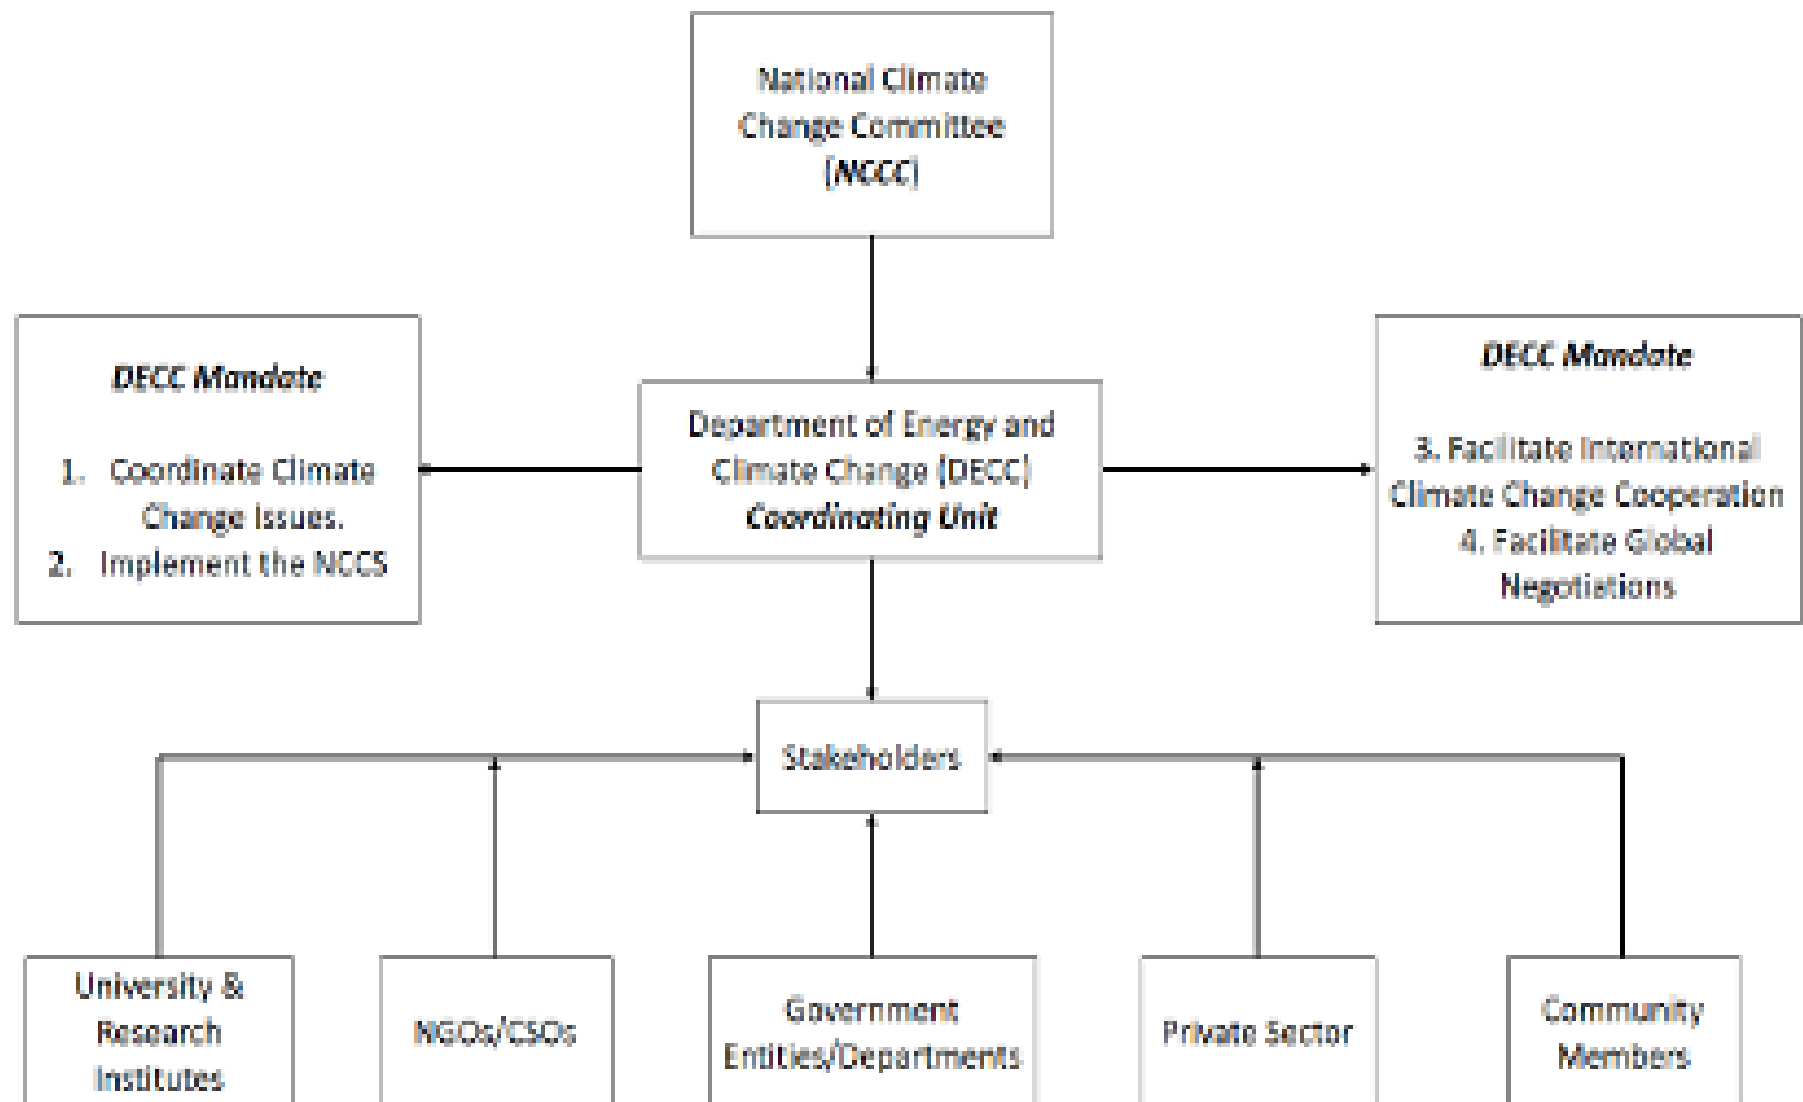 National Climate
Change Committee
(NCCC)
DECC Mandate
1. Coordinate Climate
Change Issues.
2. Implement the NCCS
Department of Energy and
Climate Change (DECC)
Coordinating Unit
DECC Mandate
3. Facilitate International
Climate Change Cooperation
4. Facilitate Global
Negotiations
Stakeholders
University &
Research
Institutes
NGOs/CSOs
Government
Entities/Departments
Private Sector
Community
Members